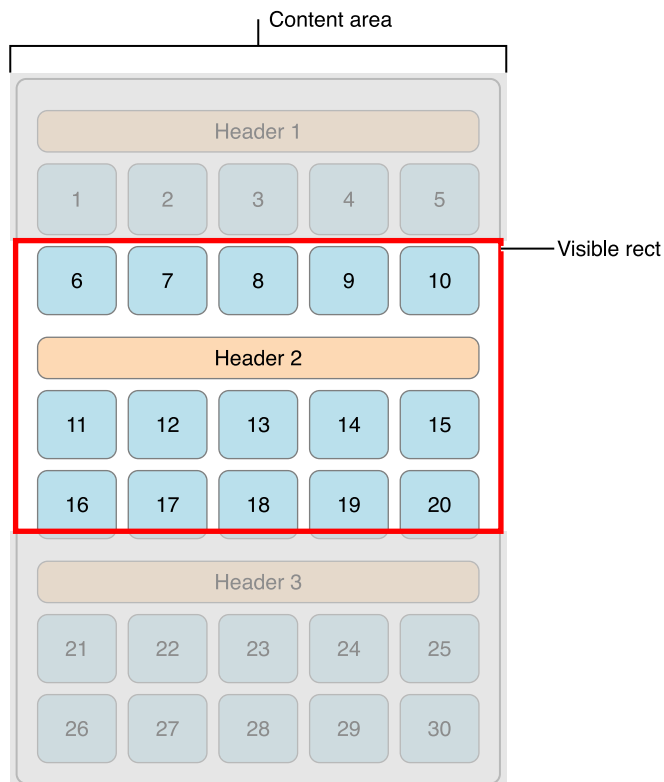 Content area
Header 1
1 2 3 4 5
Visible rect
6 7 8 9 10
Header 2
11 12 13 14 15
16 17 18 19 20
Header 3
21 22 23 24 25
26 27 28 29 30